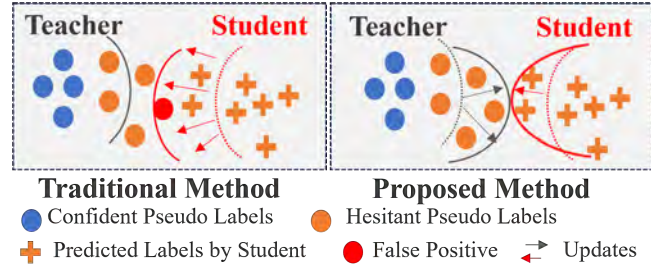 Teacher Student Teacher Student
Traditional Method Proposed Method
Confident Pseudo Labels Hesitant Pseudo Labels
Predicted Labels by Student False Positive Updates